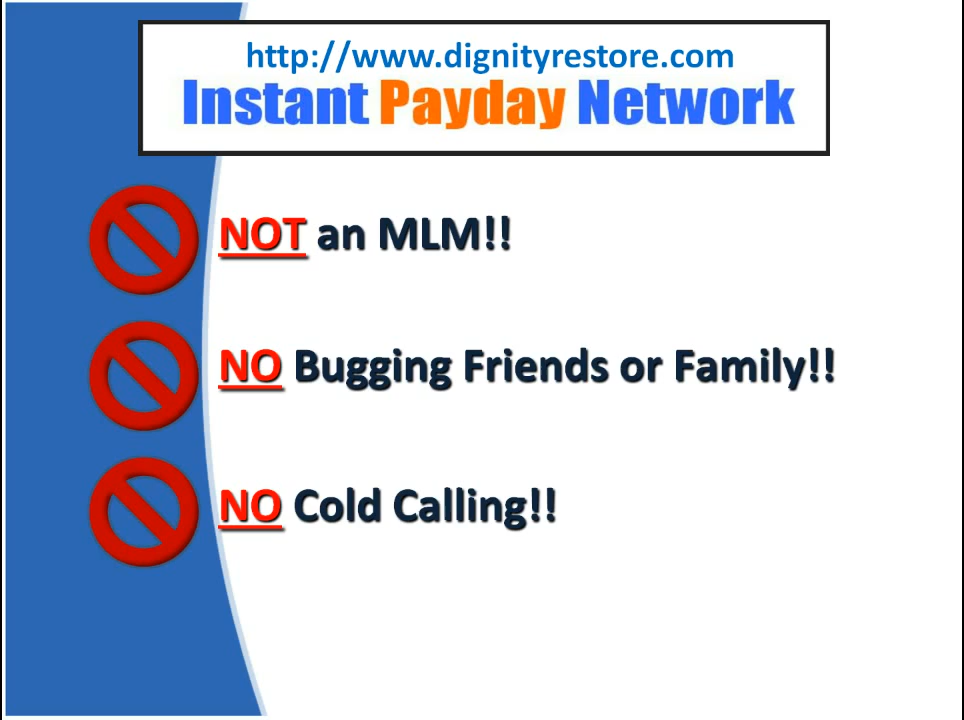 http://www.dignityrestore.com
Instant Payday Network
NOT an MLM!!
NO Bugging Friends or Family!!
NO Cold Calling!!